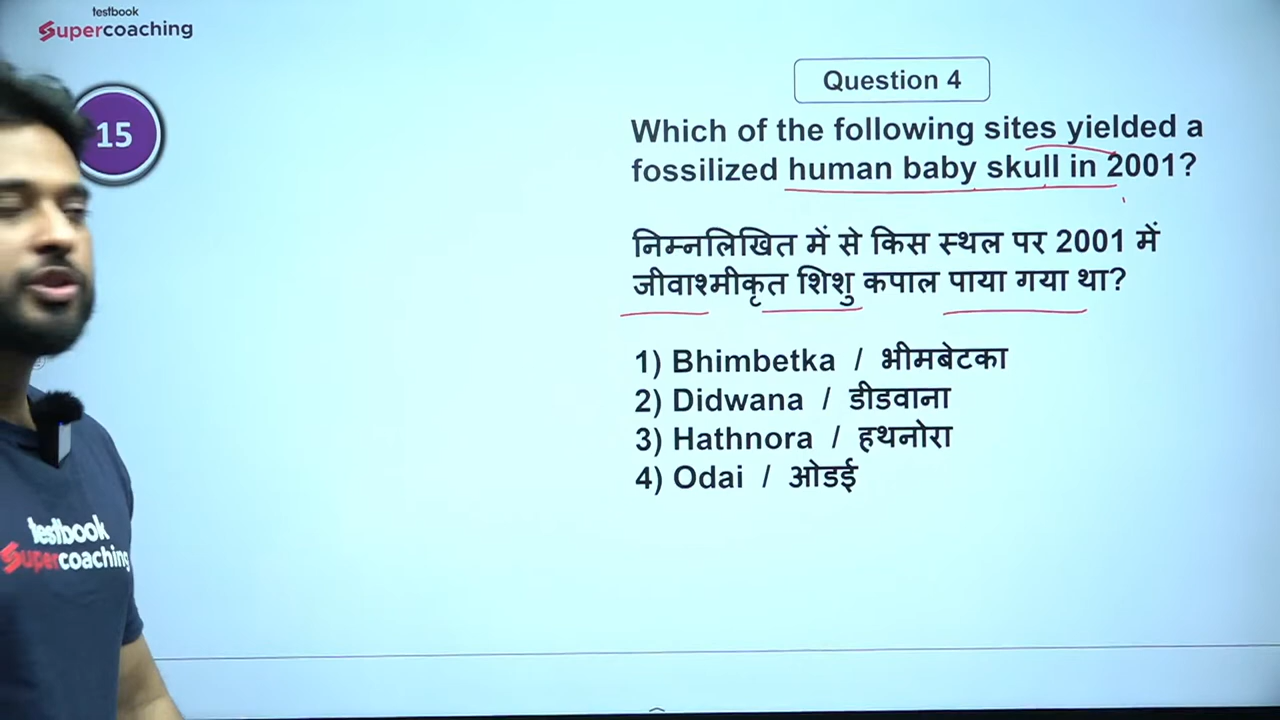 testbook
Supercoaching
15
Question 4
Which of the following sites yielded a
fossilized human baby skull in 2001?
निम्नलिखित में से किस स्थल पर 2001 में
जीवाश्मीकृत शिशु कपाल पाया गया था?
1) Bhimbetka / भीमबेटका
2) Didwana / डीडवाना
3) Hathnora / हथनोरा
4) Odai / ओडई
testbook
Supercoaching